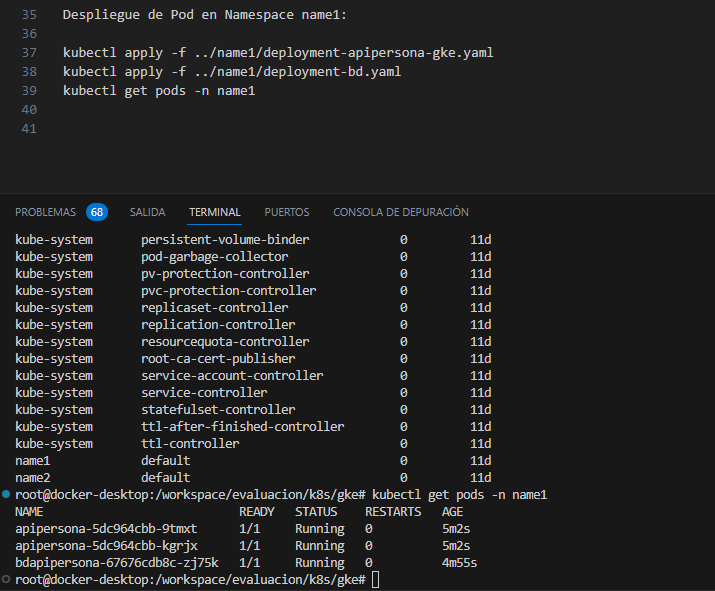 35 Despliegue de Pod en Namespace name1:
36
37 kubectl apply -f ../name1/deployment-apipersona-gke.yaml
38 kubectl apply -f ../name1/deployment-bd.yaml
39 kubectl get pods -n name1
40
41
PROBLEMAS 68 SALIDA TERMINAL PUERTOS CONSOLA DE DEPURACIÓN
kube-system persistent-volume-binder 0 11d
kube-system pod-garbage-collector 0 11d
kube-system pv-protection-controller 0 11d
kube-system pvc-protection-controller 0 11d
kube-system replicaset-controller 0 11d
kube-system replication-controller 0 11d
kube-system resourcequota-controller 0 11d
kube-system root-ca-cert-publisher 0 11d
kube-system service-account-controller 0 11d
kube-system service-controller 0 11d
kube-system statefulset-controller 0 11d
kube-system ttl-after-finished-controller 0 11d
kube-system ttl-controller 0 11d
name1 default 0 11d
name2 default 0 11d
root@docker-desktop:/workspace/evaluacion/k8s/gke# kubectl get pods -n name1
NAME READY STATUS RESTARTS AGE
apipersona-5dc964cbb-9tmxt 1/1 Running 0 5m2s
apipersona-5dc964cbb-kgrjx 1/1 Running 0 5m2s
bdapipersona-67676cdb8c-zj75k 1/1 Running 0 4m55s
root@docker-desktop:/workspace/evaluacion/k8s/gke#